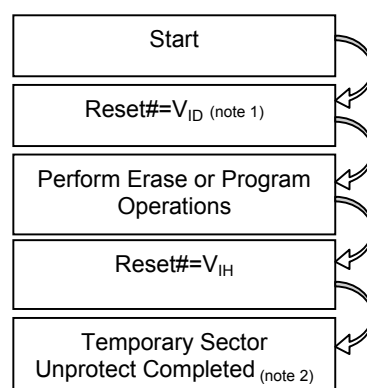 Start
Reset#=VID (note 1)
Perform Erase or Program
Operations
Reset#=VIH
Temporary Sector
Unprotect Completed (note 2)